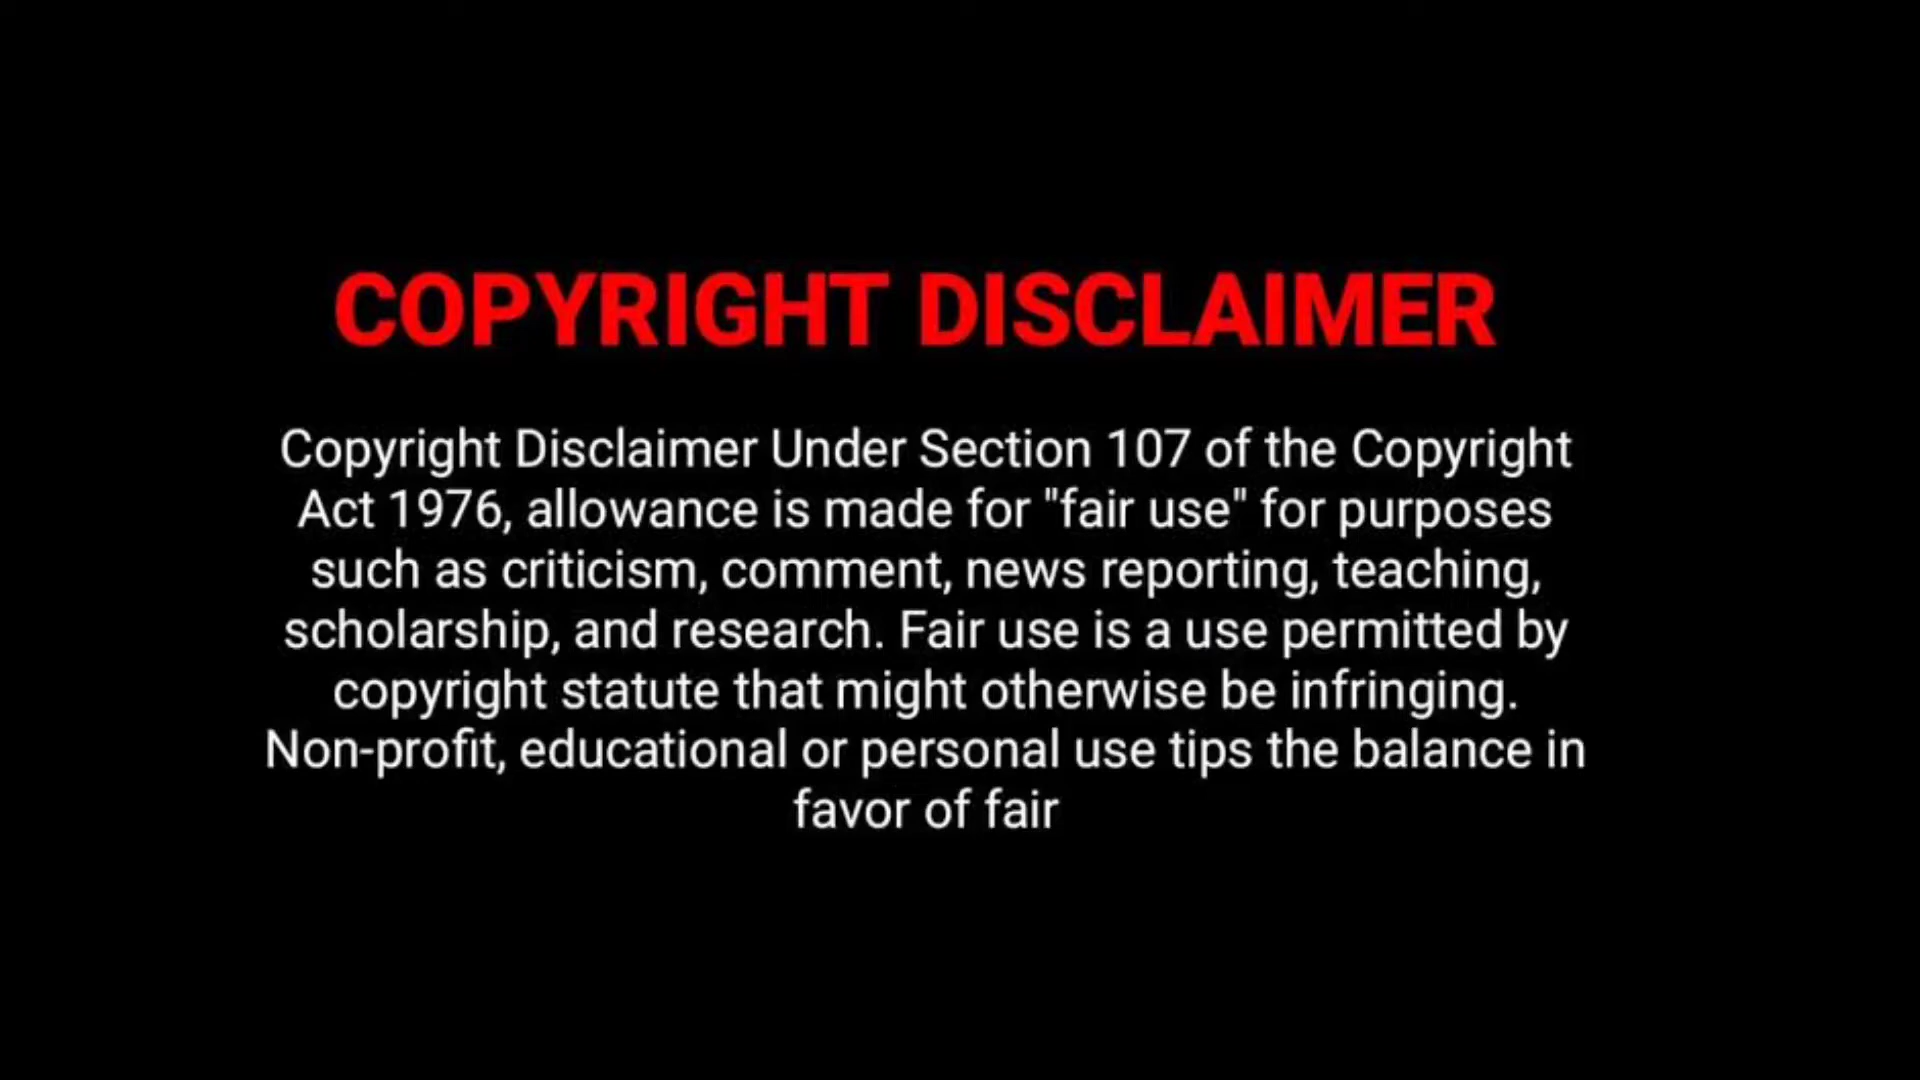 COPYRIGHT DISCLAIMER
Copyright Disclaimer Under Section 107 of the Copyright
Act 1976, allowance is made for "fair use" for purposes
such as criticism, comment, news reporting, teaching,
scholarship, and research. Fair use is a use permitted by
copyright statute that might otherwise be infringing.
Non-profit, educational or personal use tips the balance in
favor of fair